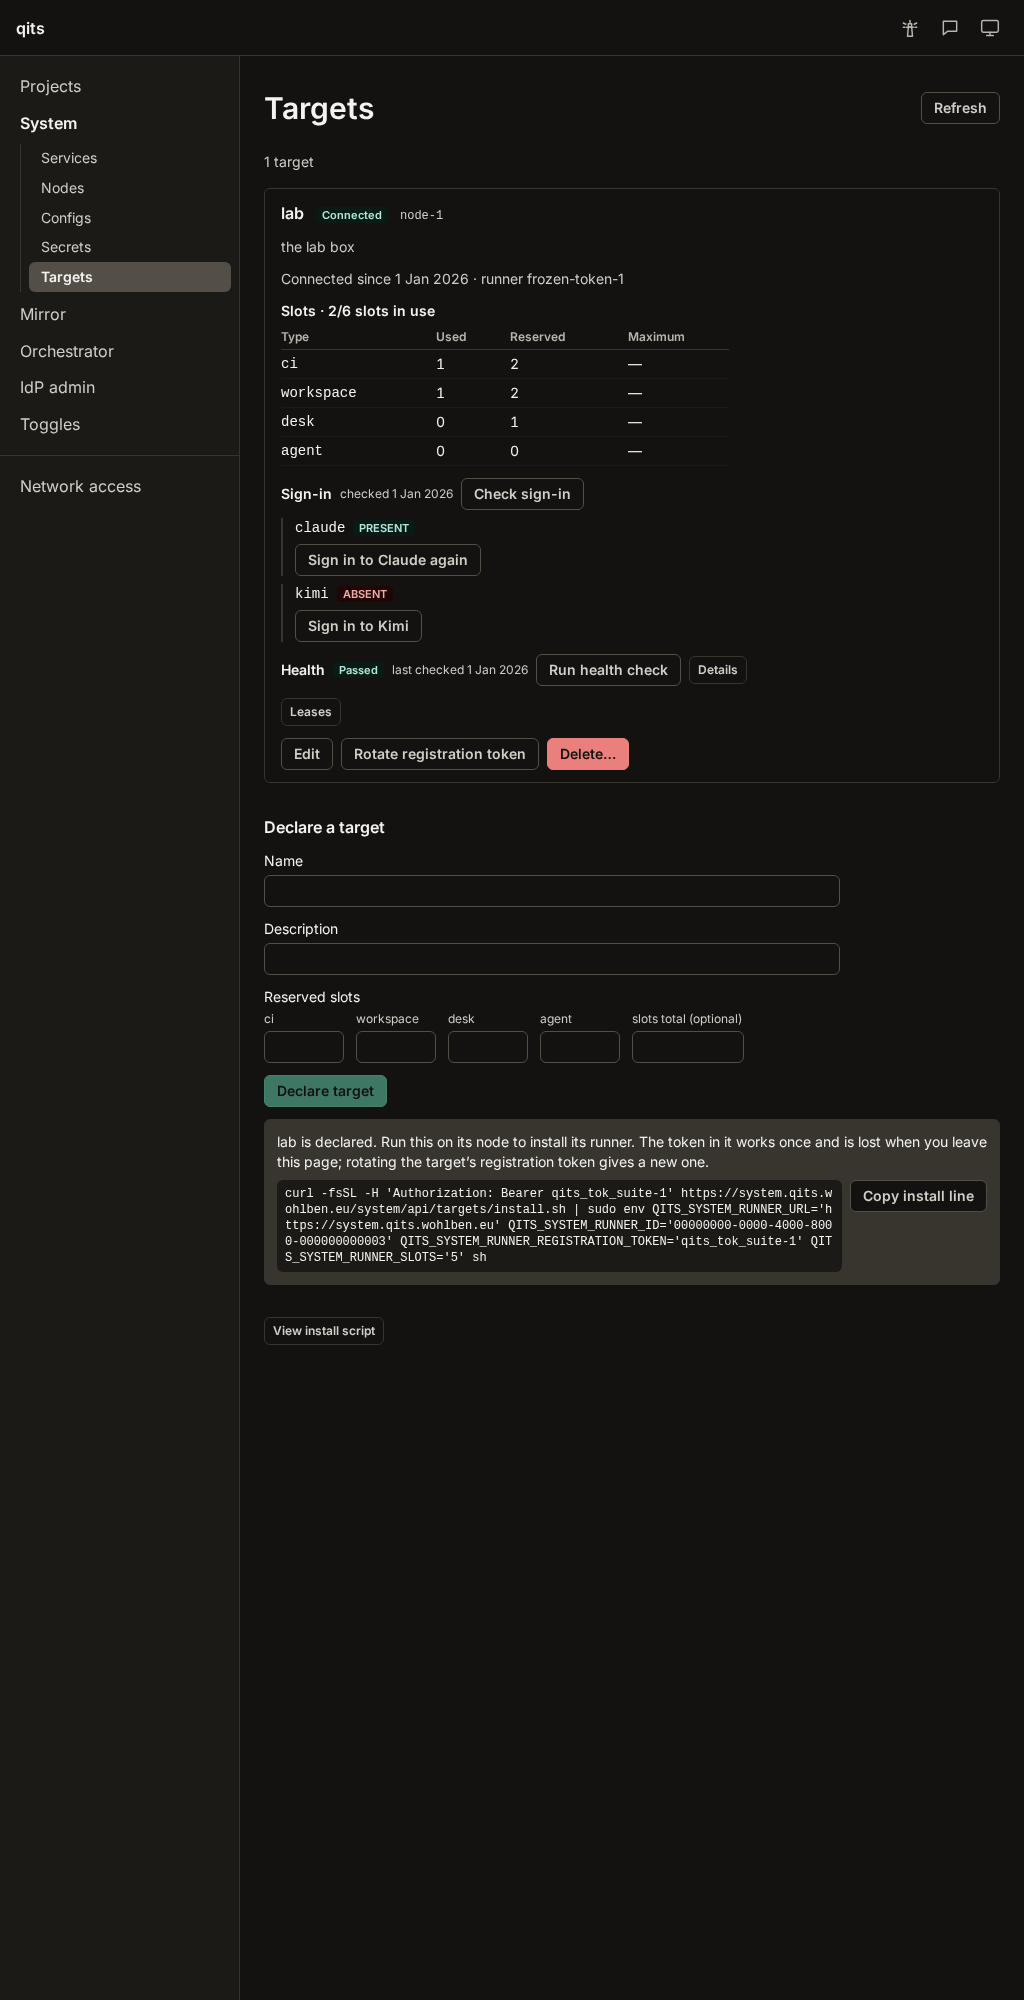 qits
Projects
System
Services
Nodes
Configs
Secrets
Targets
Mirror
Orchestrator
IdP admin
Toggles
Network access
Targets
Refresh
1 target
lab Connected node-1
the lab box
Connected since 1 Jan 2026 · runner frozen-token-1
Slots · 2/6 slots in use
Type Used Reserved Maximum
ci 1 2 —
workspace 1 2 —
desk 0 1 —
agent 0 0 —
Sign-in checked 1 Jan 2026 Check sign-in
claude PRESENT
Sign in to Claude again
kimi ABSENT
Sign in to Kimi
Health Passed last checked 1 Jan 2026 Run health check Details
Leases
Edit Rotate registration token Delete...
Declare a target
Name
Description
Reserved slots
ci workspace desk agent slots total (optional)
Declare target
lab is declared. Run this on its node to install its runner. The token in it works once and is lost when you leave
this page; rotating the target’s registration token gives a new one.
curl -fsSL -H 'Authorization: Bearer qits_tok_suite-1' https://system.qits.w
ohlben.eu/system/api/targets/install.sh | sudo env QITS_SYSTEM_RUNNER_URL='h
ttps://system.qits.wohlben.eu' QITS_SYSTEM_RUNNER_ID='00000000-0000-4000-800
0-000000000003' QITS_SYSTEM_RUNNER_REGISTRATION_TOKEN='qits_tok_suite-1' QIT
S_SYSTEM_RUNNER_SLOTS='5' sh
Copy install line
View install script